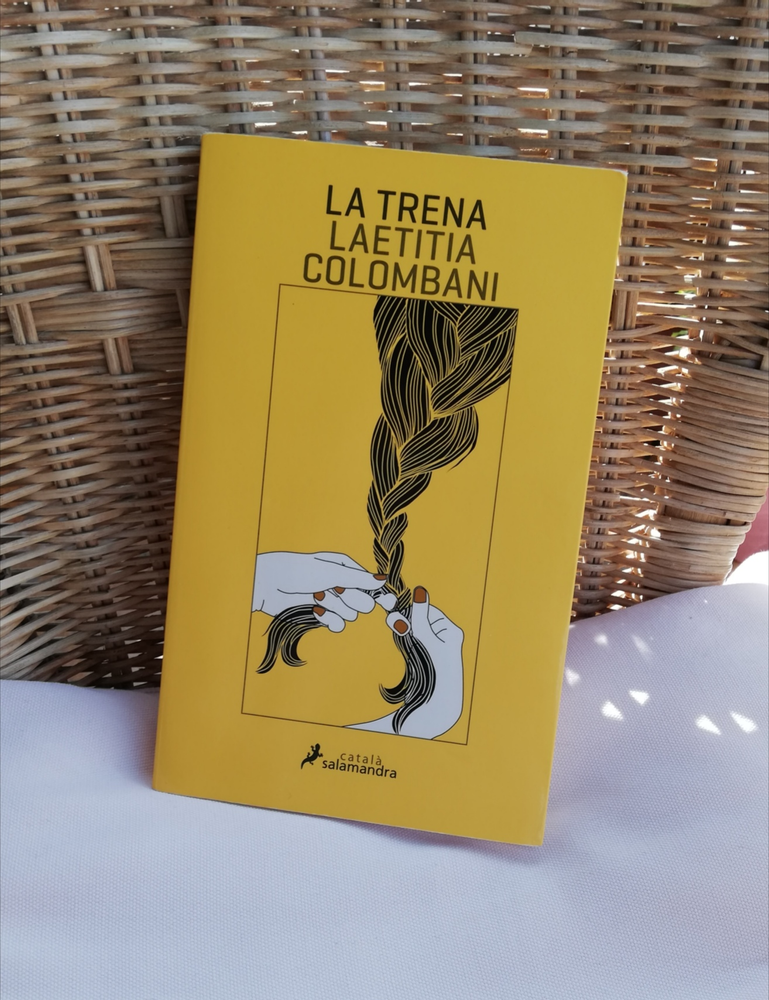 LA TRENA
LAETITIA
COLOMBANI
català
salamandra